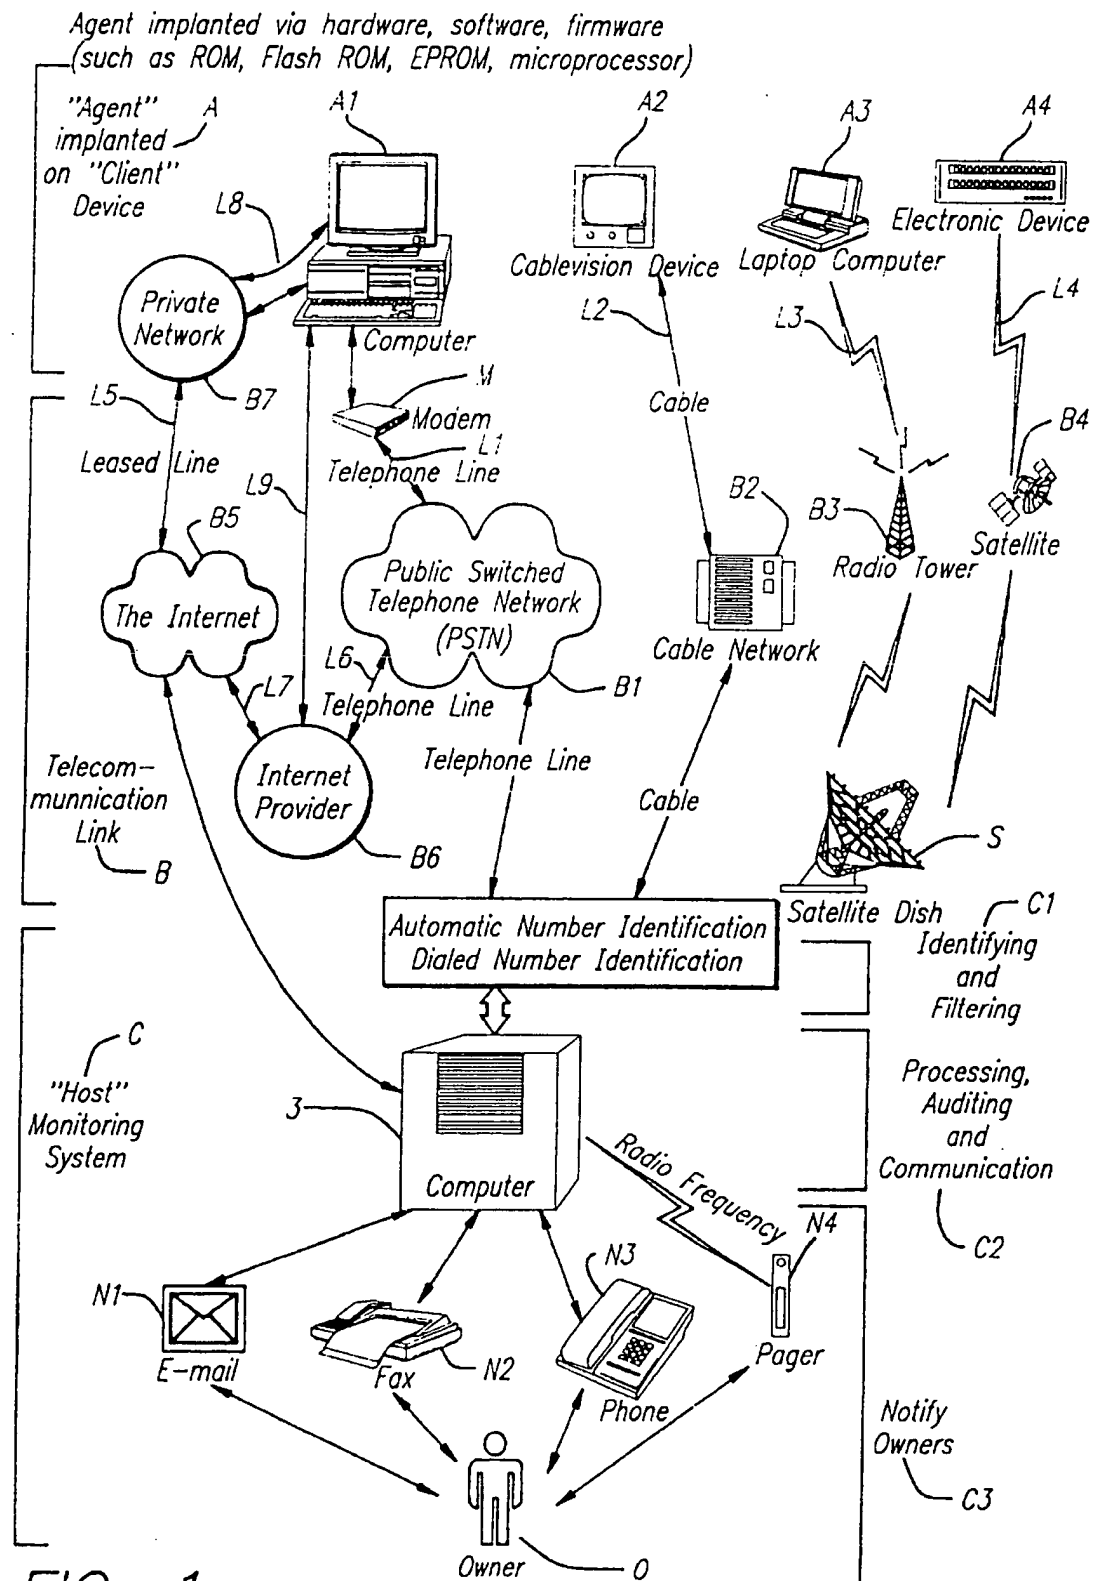 Agent implanted via hardware, software, firmware
(such as ROM, Flash ROM, EPROM, microprocessor)
"Agent"
implanted
on "Client"
Device
A
A1
A2
A3
A4
L8
Private
Network
B7
Computer
Cablevision Device
Laptop Computer
Electronic Device
L2
L3
L4
M
Modem
L5
Leased Line
L9
L1
Telephone Line
Cable
B4
B2
B3
Radio Tower
Satellite
B5
The Internet
Public Switched
Telephone Network
(PSTN)
Cable Network
B1
L7
L6
Telephone Line
Telephone Line
Cable
Telecom-
munnication
Link
B
Internet
Provider
B6
S
Satellite Dish
Automatic Number Identification
Dialed Number Identification
C1
Identifying
and
Filtering
C
"Host"
Monitoring
System
3
Computer
Processing,
Auditing
and
Communication
C2
Radio Frequency
N1
E-mail
Fax
N2
N3
Phone
N4
Pager
Notify
Owners
C3
Owner
O